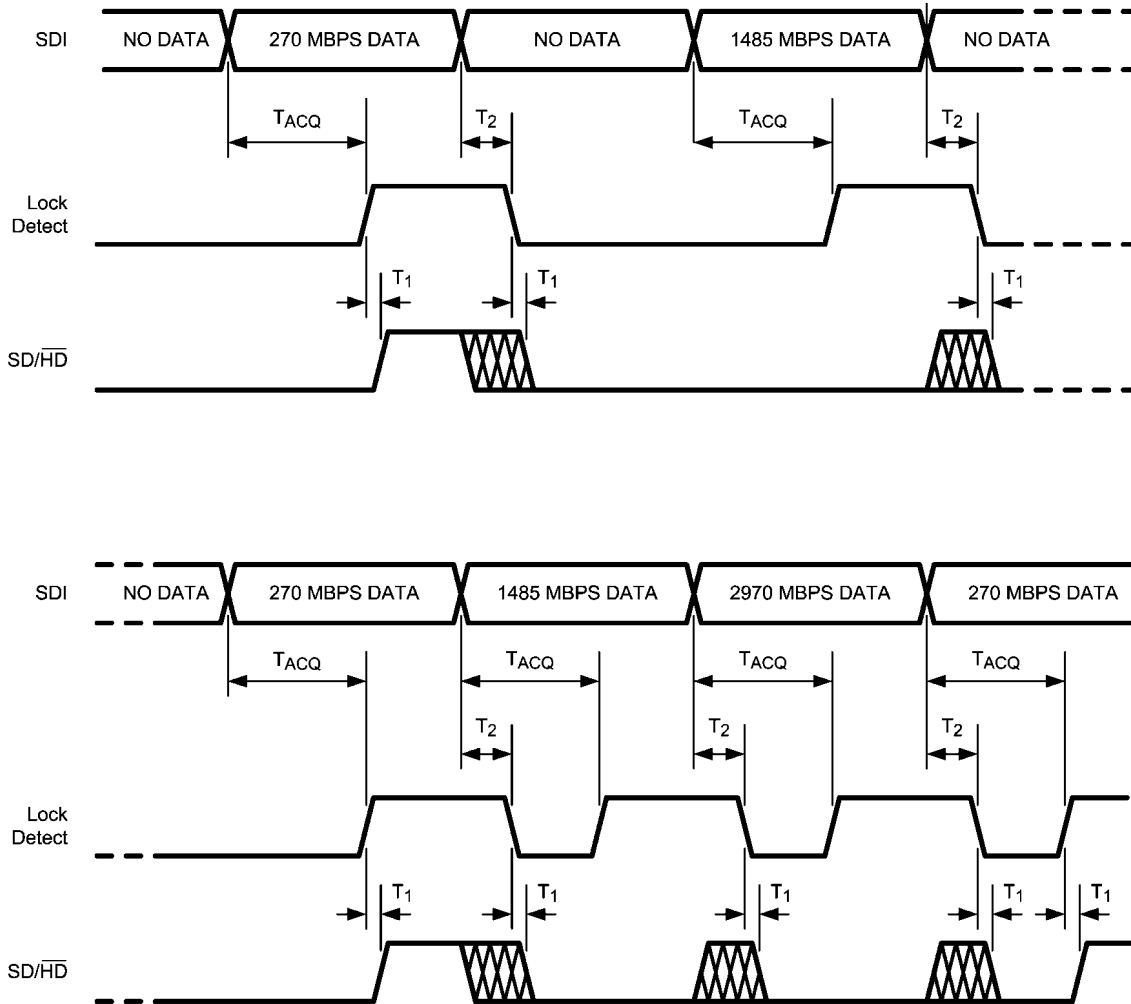 SDI NO DATA 270 MBPS DATA NO DATA 1485 MBPS DATA NO DATA
TACQ T2 TACQ T2
Lock
Detect
T1 T1 T1
SD/HD
SDI NO DATA 270 MBPS DATA 1485 MBPS DATA 2970 MBPS DATA 270 MBPS DATA
TACQ TACQ TACQ TACQ
T2 T2 T2
Lock
Detect
T1 T1 T1 T1 T1
SD/HD